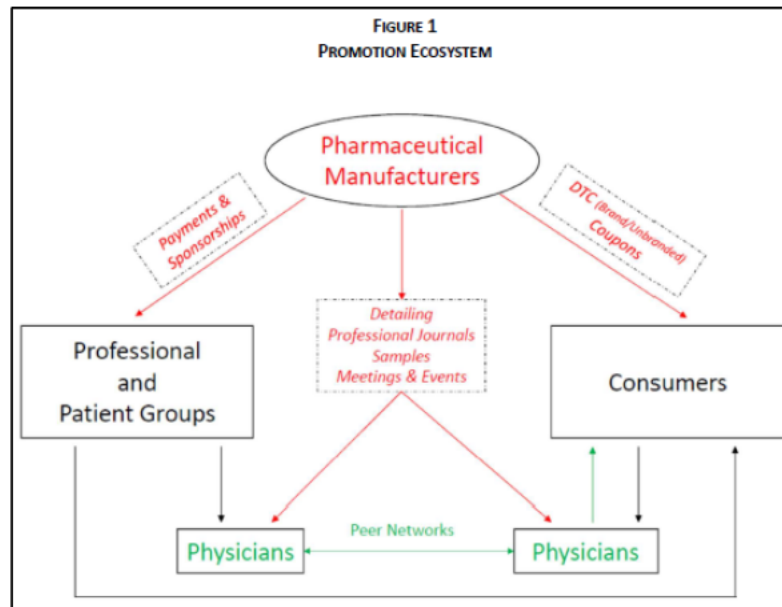 FIGURE 1
PROMOTION ECOSYSTEM
Pharmaceutical
Manufacturers
Payments &
Sponsorships
DTC (Brand/Unbranded)
Coupons
Detailing
Professional Journals
Samples
Meetings & Events
Professional
and
Patient Groups
Consumers
Peer Networks
Physicians
Physicians